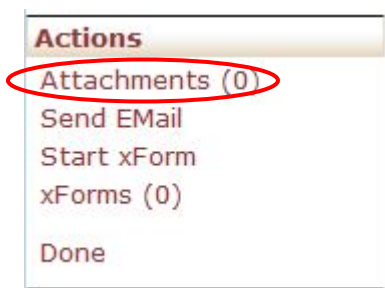 Actions
Attachments (0)
Send EMail
Start xForm
xForms (0)
Done